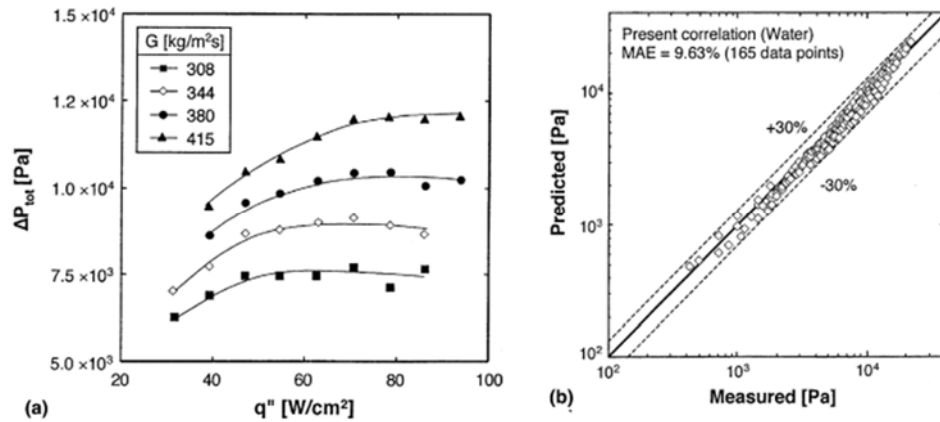 1.5 ×10⁴
1.2 ×10⁴
1.0 ×10⁴
7.5 ×10³
5.0 ×10³
ΔP_tot [Pa]
G [kg/m²s]
308
344
380
415
20
40
60
80
100
q" [W/cm²]
(a)
Present correlation (Water)
MAE = 9.63% (165 data points)
+30%
-30%
10⁴
10³
10²
Predicted [Pa]
10²
10³
10⁴
Measured [Pa]
(b)